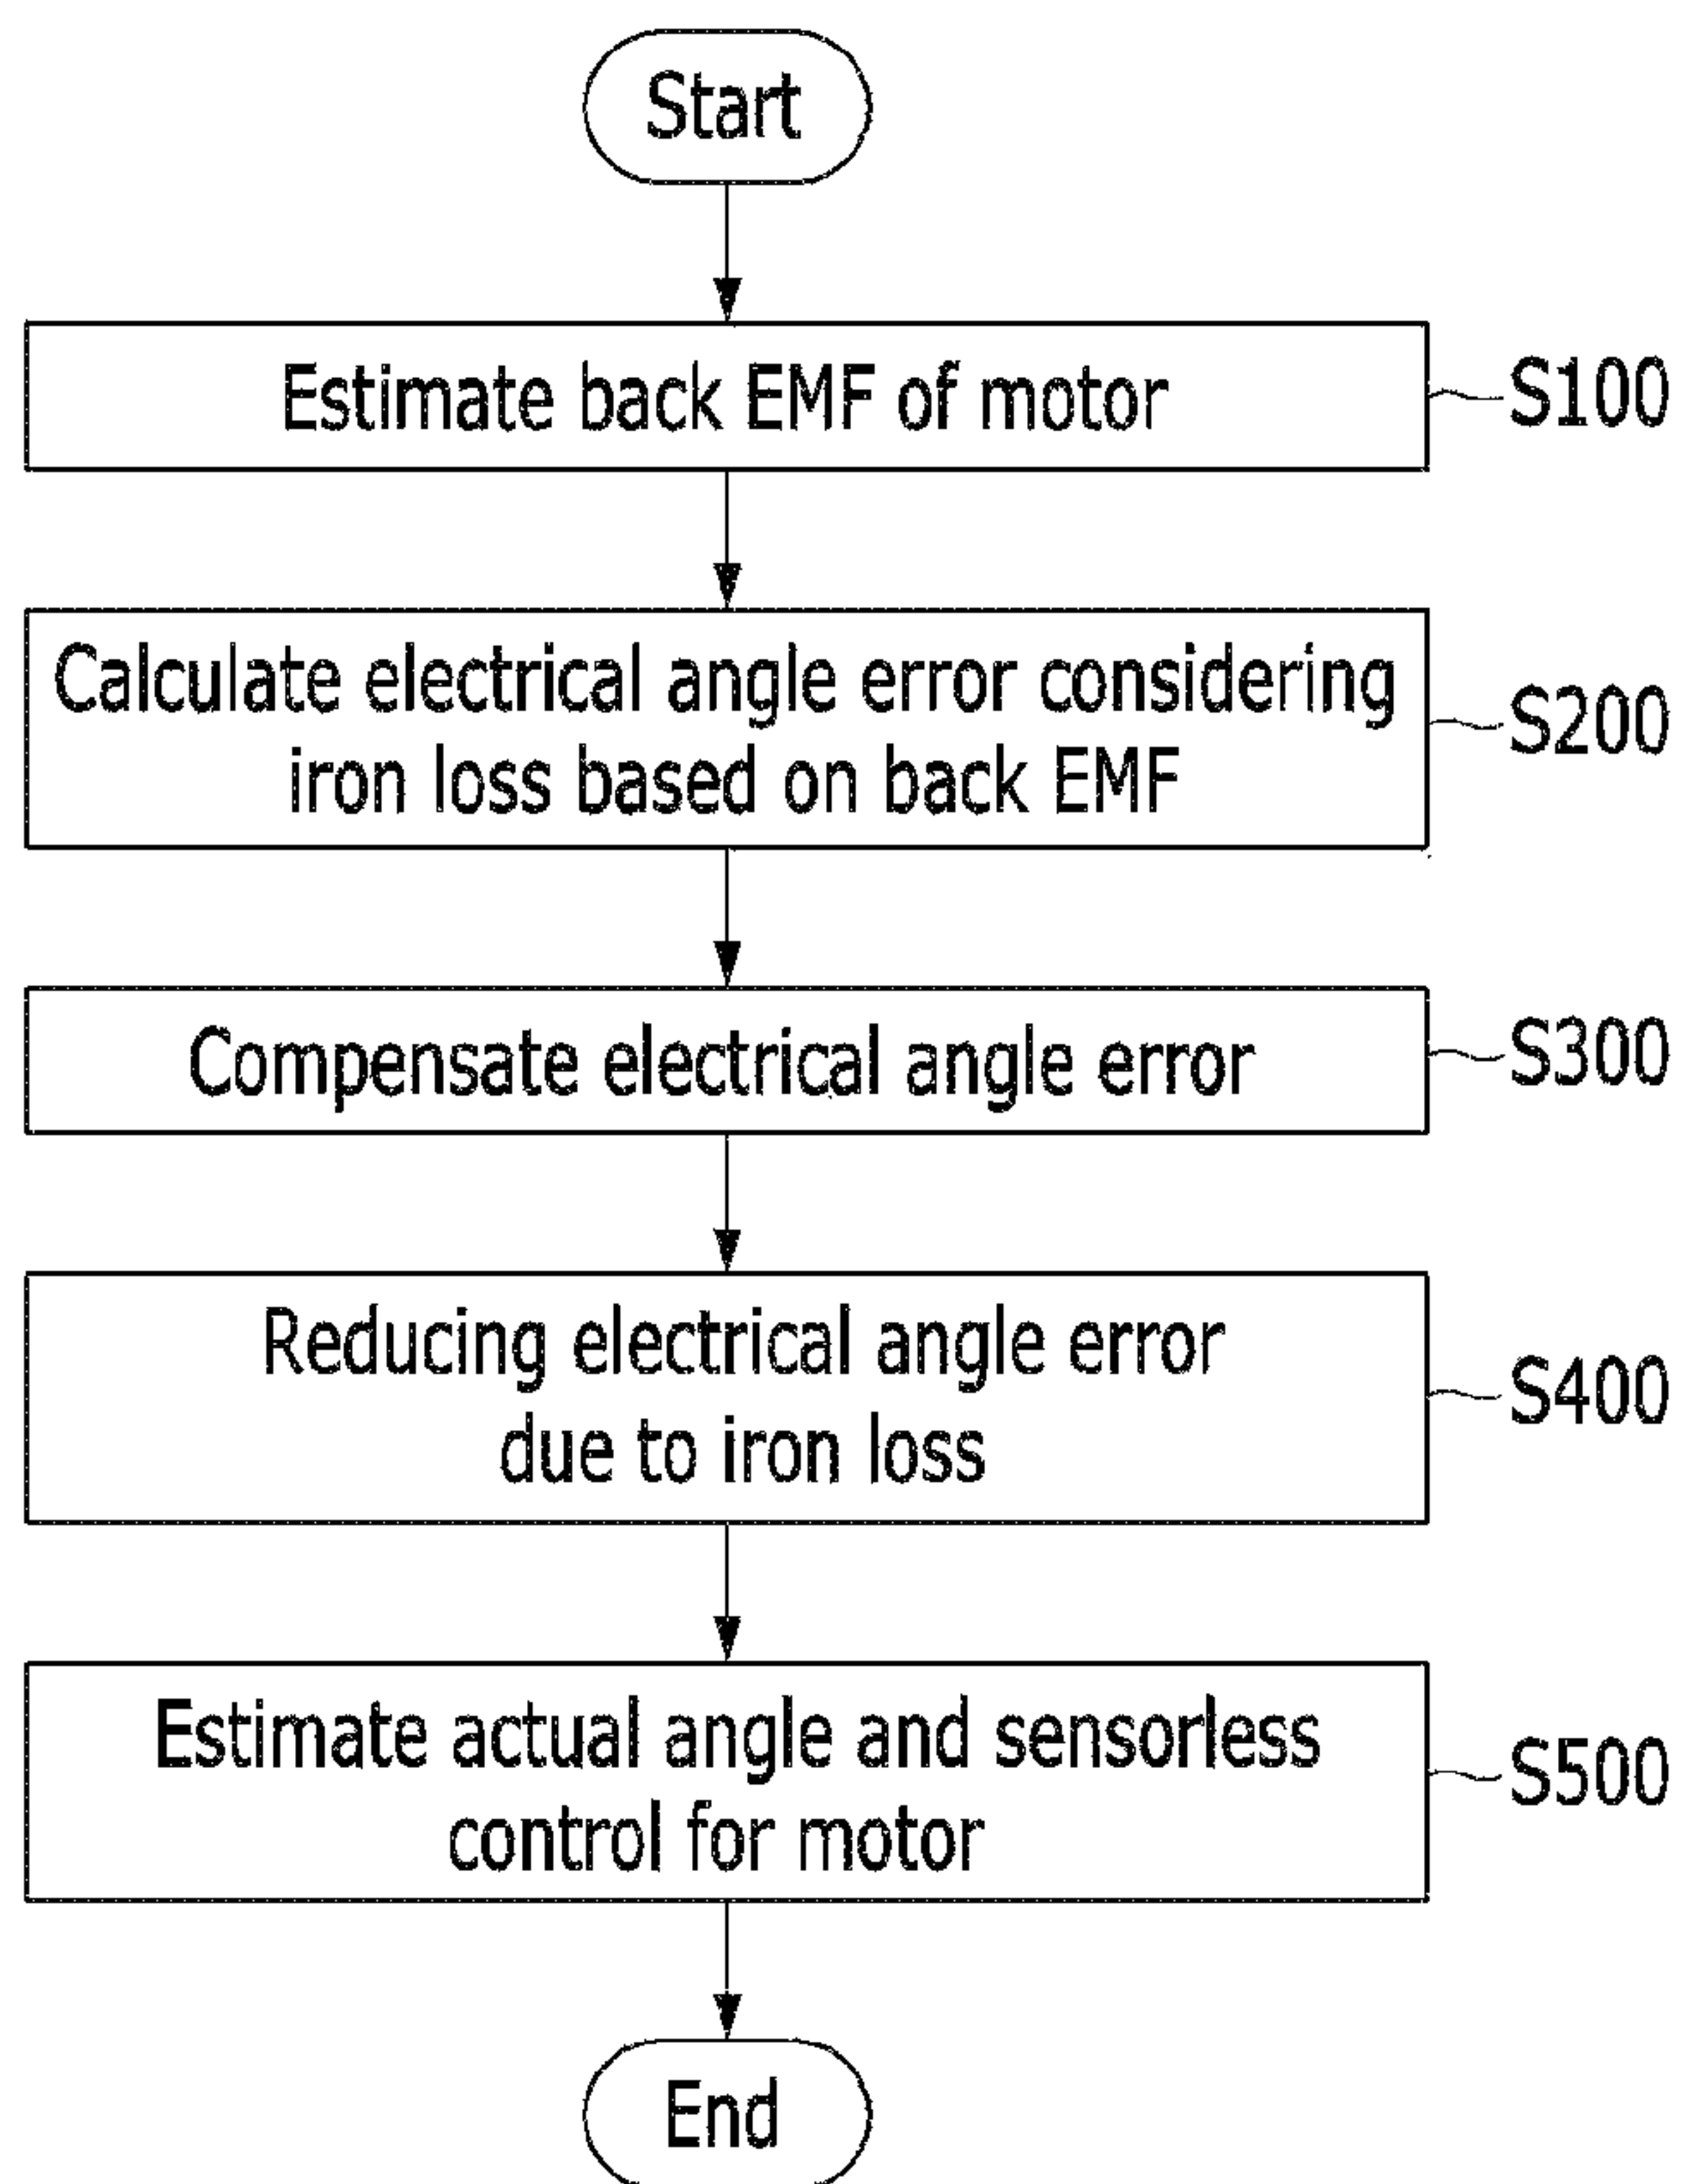 Start
Estimate back EMF of motor
S100
Calculate electrical angle error considering
iron loss based on back EMF
S200
Compensate electrical angle error
S300
Reducing electrical angle error
due to iron loss
S400
Estimate actual angle and sensorless
control for motor
S500
End